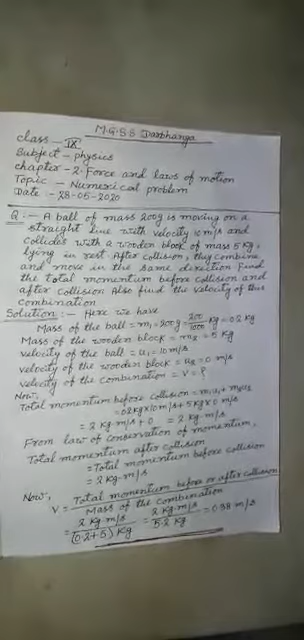 M.G.S.S Darbhanga
class - IX
Subject - physics
chapter - 2. Force and laws of motion
Topic - Numerical problem
Date - 28-05-2020
Q :- A ball of mass 200g is moving on a
straight line with velocity 10 m/s and
collides with a wooden block of mass 5 kg,
lying in rest. After collision, they combine
and move in the same direction Find
the total momentum before collision and
after collision Also find the velocity of this
combination
Solution :- Here we have
Mass of the ball = m₁ = 200g = 200/1000 kg = 0.2 kg
Mass of the wooden block = m₂ = 5 kg
velocity of the ball = u₁ = 10 m/s
velocity of the wooden block = u₂ = 0 m/s
velocity of the combination = V = ?
Now,
Total momentum before collision = m₁u₁ + m₂u₂
= 0.2 kg x 10 m/s + 5 kg x 0 m/s
= 2 kg-m/s + 0 = 2 kg-m/s
From law of conservation of momentum,
Total momentum after collision
= Total momentum before collision
= 2 kg-m/s
Now, V = Total momentum before or after collision / Mass of the combination
= 2 kg m/s / (0.2+5) kg = 2 kg.m/s / 5.2 kg = 0.38 m/s